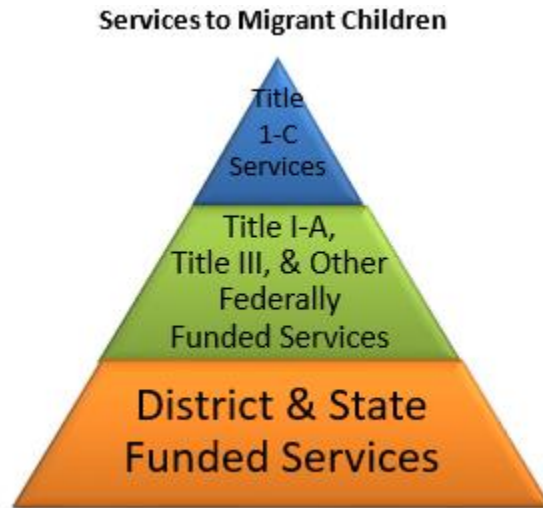 Services to Migrant Children
Title
1-C
Services
Title I-A,
Title III, & Other
Federally
Funded Services
District & State
Funded Services